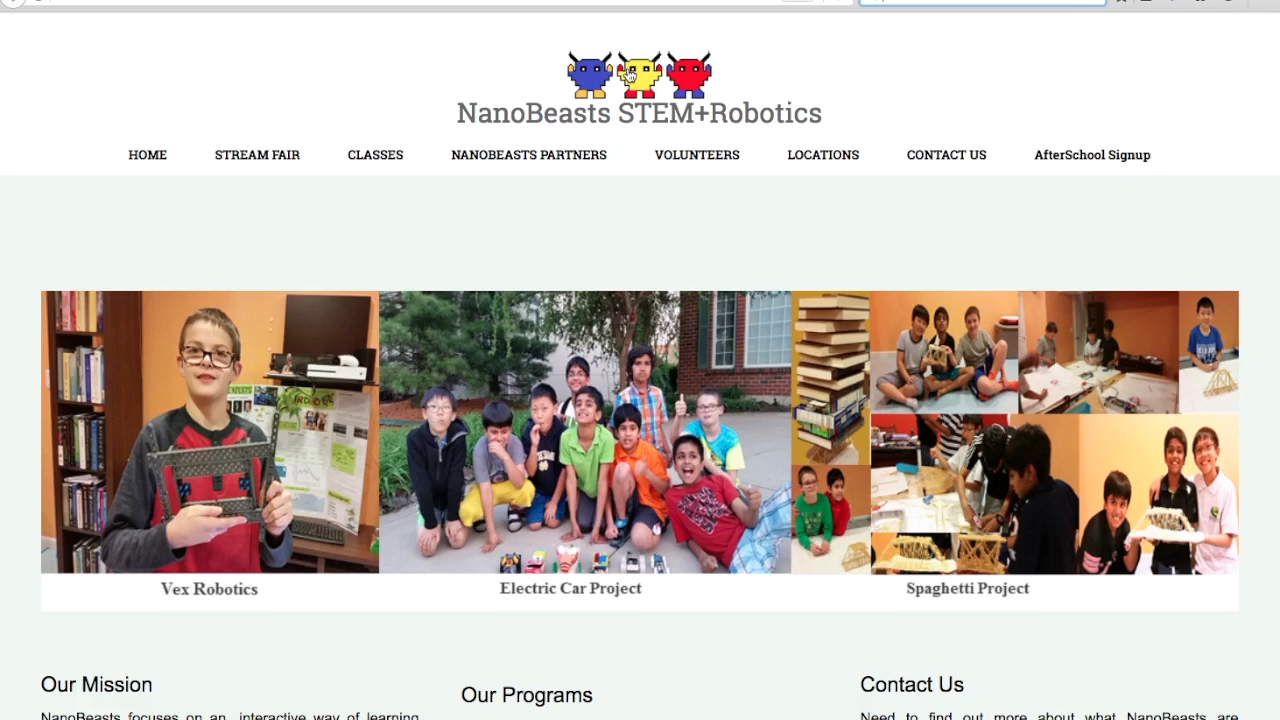 NanoBeasts STEM+Robotics
HOME STREAM FAIR CLASSES NANOBEASTS PARTNERS VOLUNTEERS LOCATIONS CONTACT US AfterSchool Signup
Vex Robotics Electric Car Project Spaghetti Project
Our Mission
Our Programs
Contact Us
NanoBeasts focuses on an interactive way of learning
Need to find out more about what NanoBeasts are